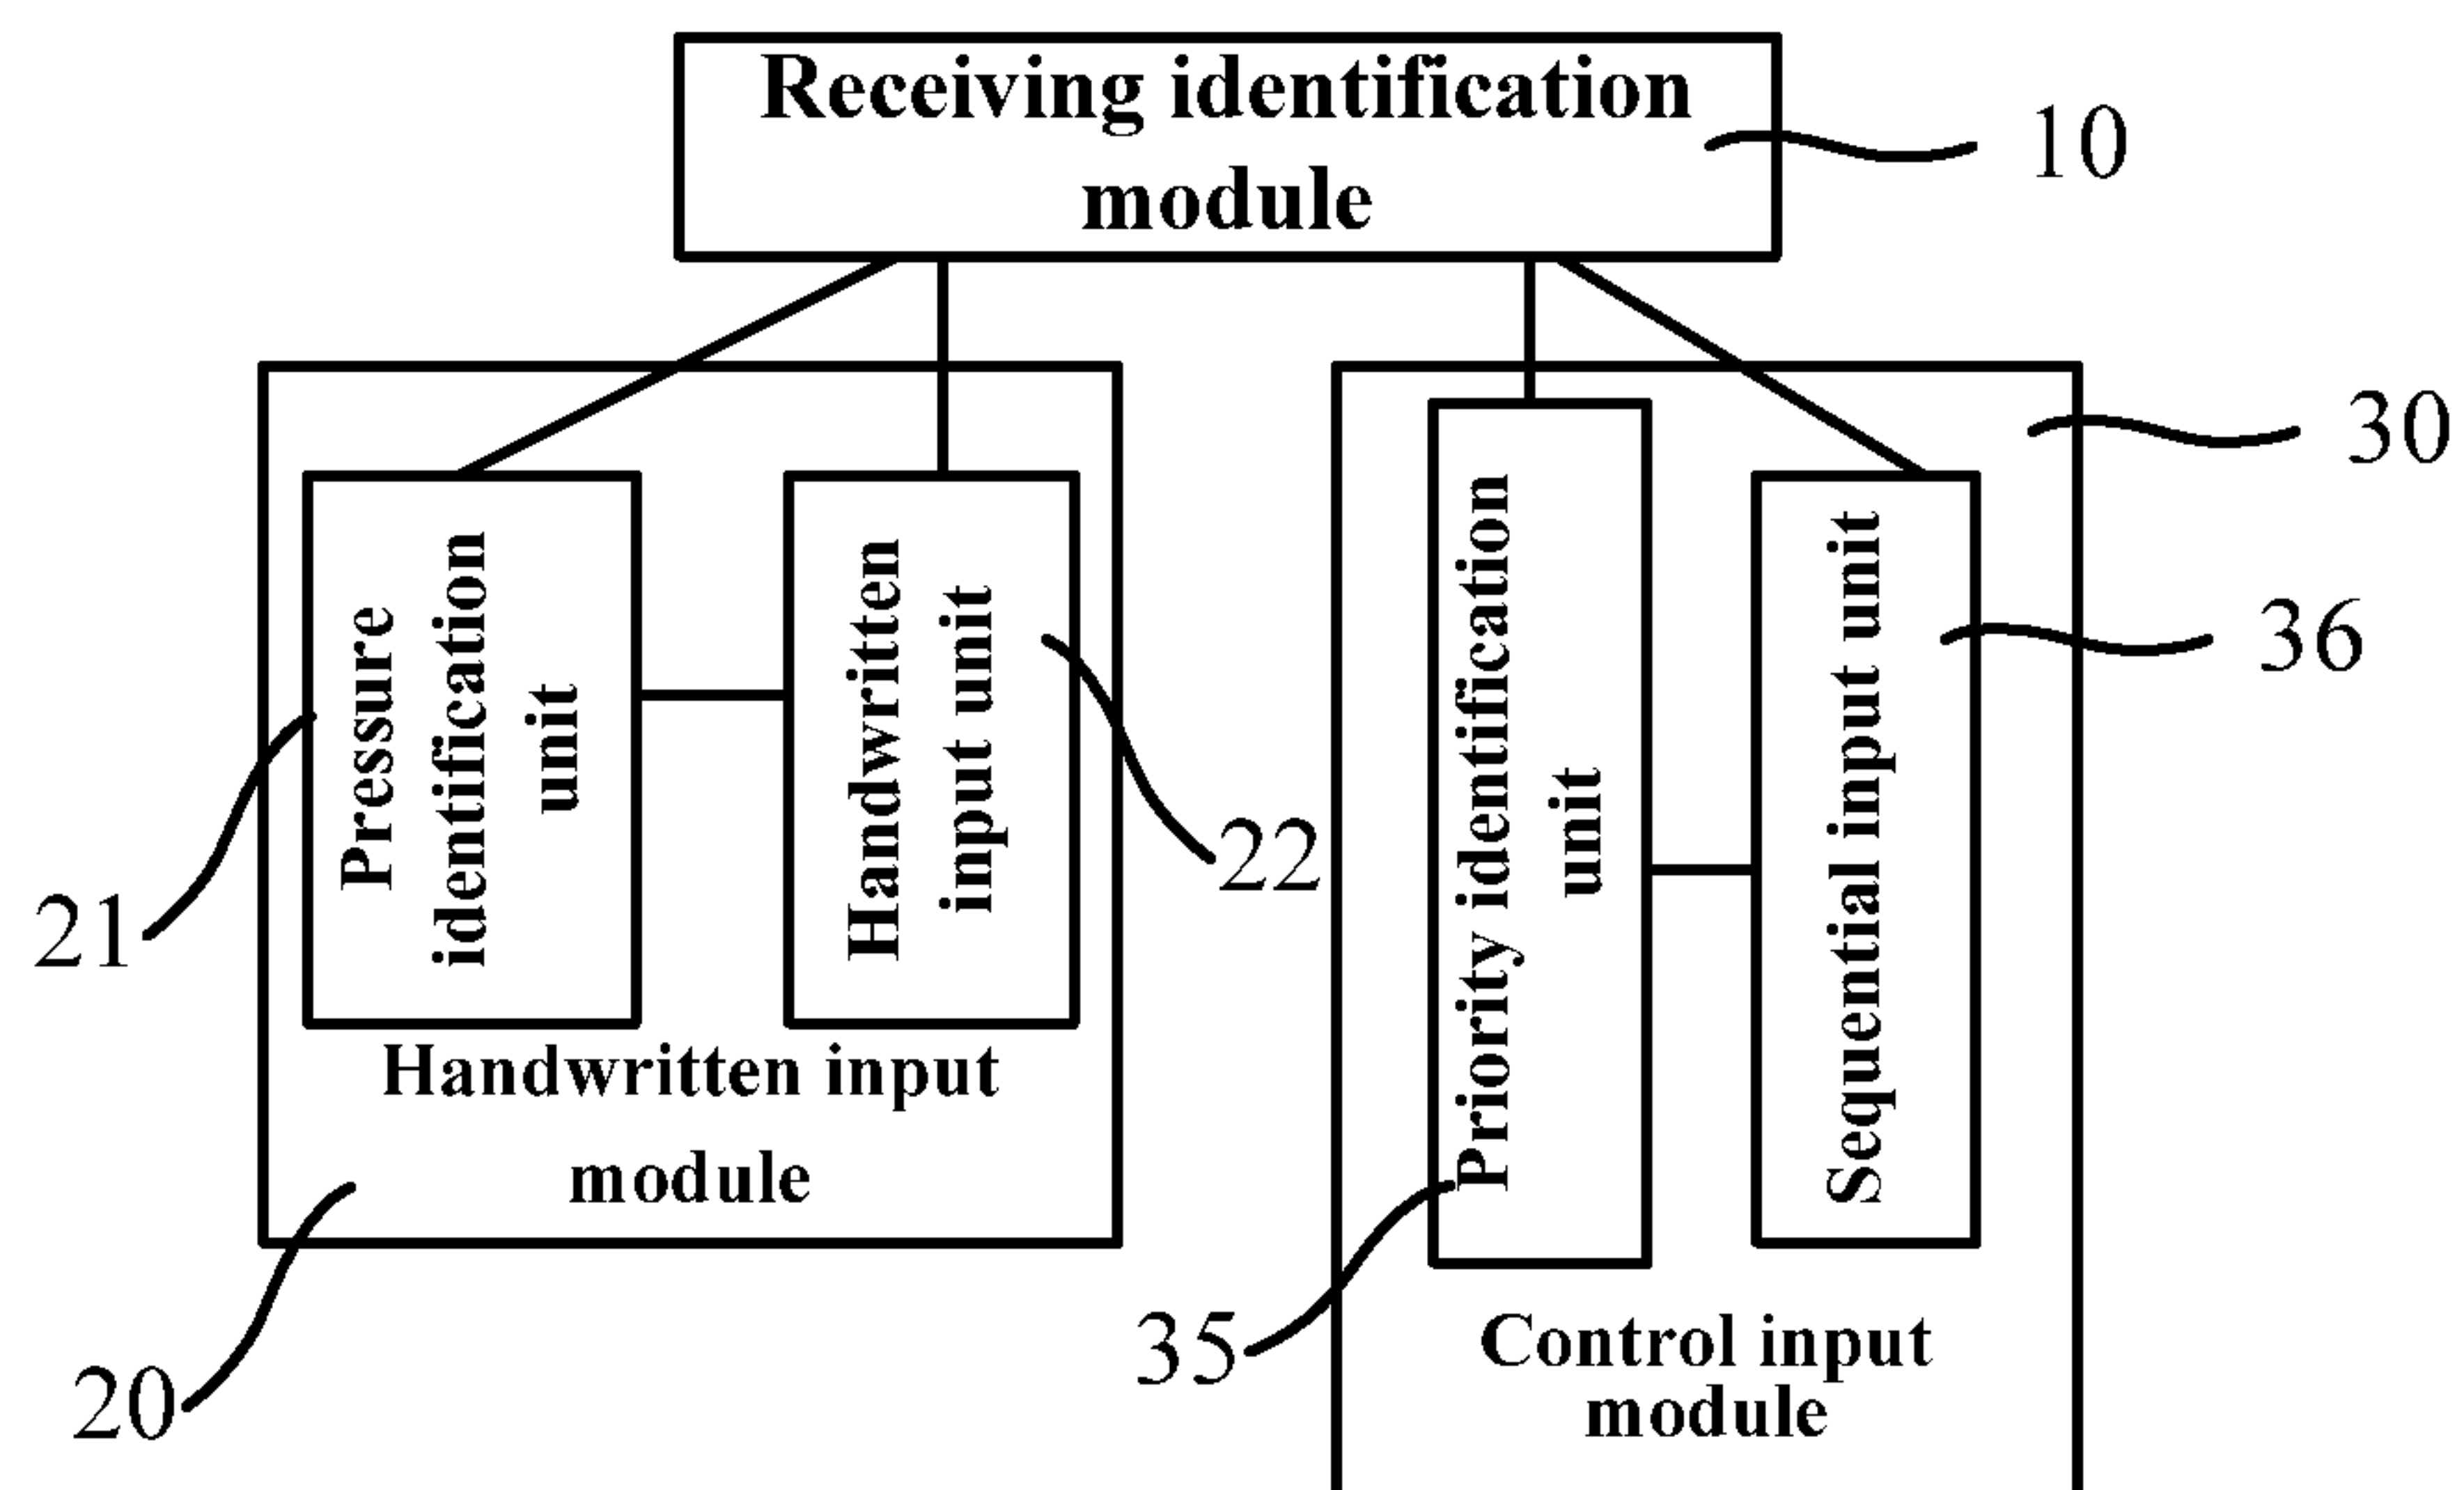 Receiving identification
module
10
30
Pressure
identification
unit
Handwritten
input unit
Priority identification
unit
Sequential input unit
36
22
21
Handwritten input
module
20
35
Control input
module